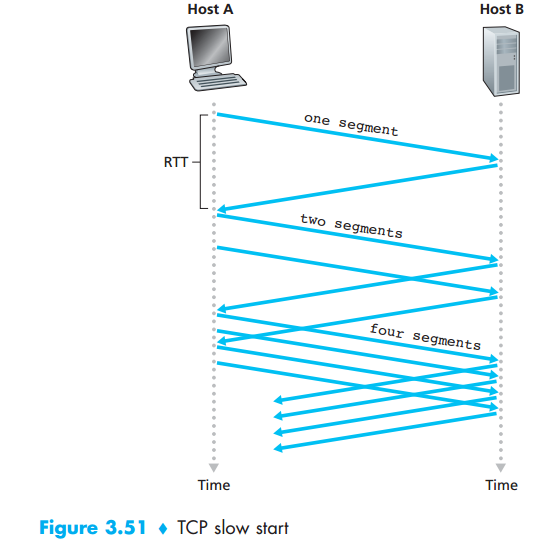 Host A
Host B
one segment
RTT
two segments
four segments
Time
Time
Figure 3.51 ♦ TCP slow start